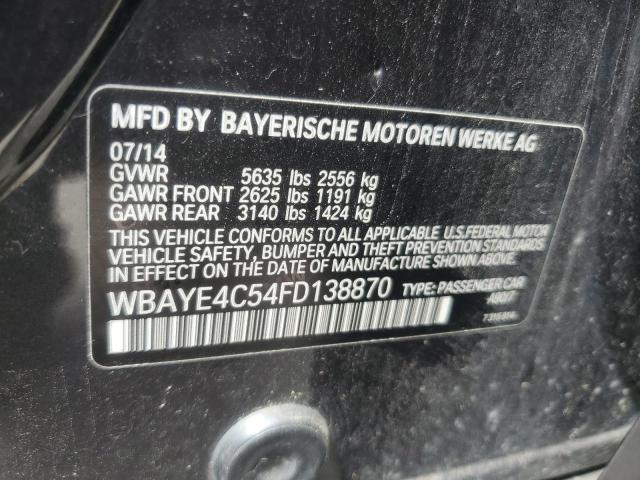 MFD BY BAYERISCHE MOTOREN WERKE AG
07/14
GVWR 5635 lbs 2556 kg
GAWR FRONT 2625 lbs 1191 kg
GAWR REAR 3140 lbs 1424 kg
THIS VEHICLE CONFORMS TO ALL APPLICABLE U.S.FEDERAL MOTOR
VEHICLE SAFETY, BUMPER AND THEFT PREVENTION STANDARDS
IN EFFECT ON THE DATE OF MANUFACTURE SHOWN ABOVE.
WBAYE4C54FD138870 TYPE: PASSENGER CAR